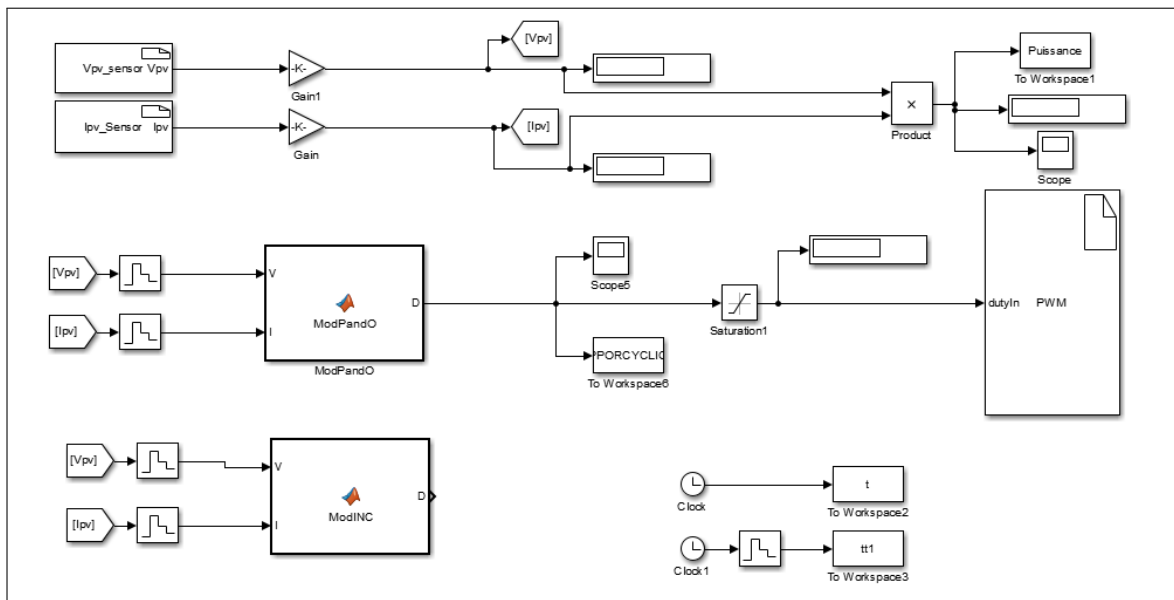 [Vpv]
Puissance
Vpv_sensor Vpv
-K-
To Workspace1
Gain1
[Ipv]
×
Ipv_Sensor Ipv
-K-
Product
Gain
Scope
[Vpv]
V
Scope5
ModPandO
D
dutyIn
PWM
[Ipv]
I
Saturation1
PPORCYCLIC
ModPandO
To Workspace6
[Vpv]
V
D
t
ModINC
Clock
To Workspace2
[Ipv]
I
tt1
Clock1
To Workspace3